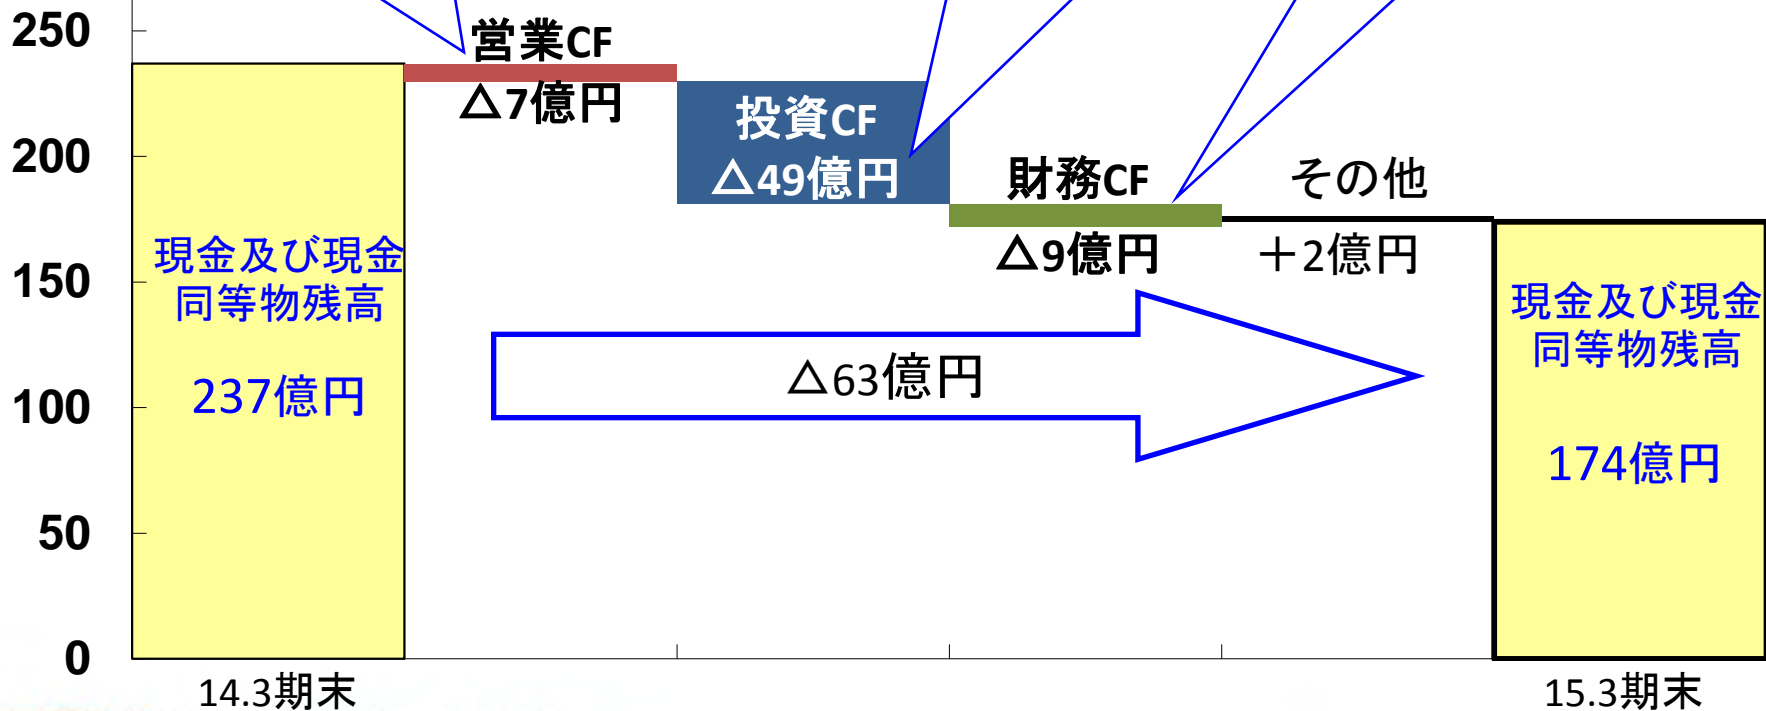 250
200
150
100
50
0
営業CF
△7億円
投資CF
△49億円
財務CF
△9億円
その他
＋2億円
現金及び現金
同等物残高
237億円
△63億円
現金及び現金
同等物残高
174億円
14.3期末
15.3期末